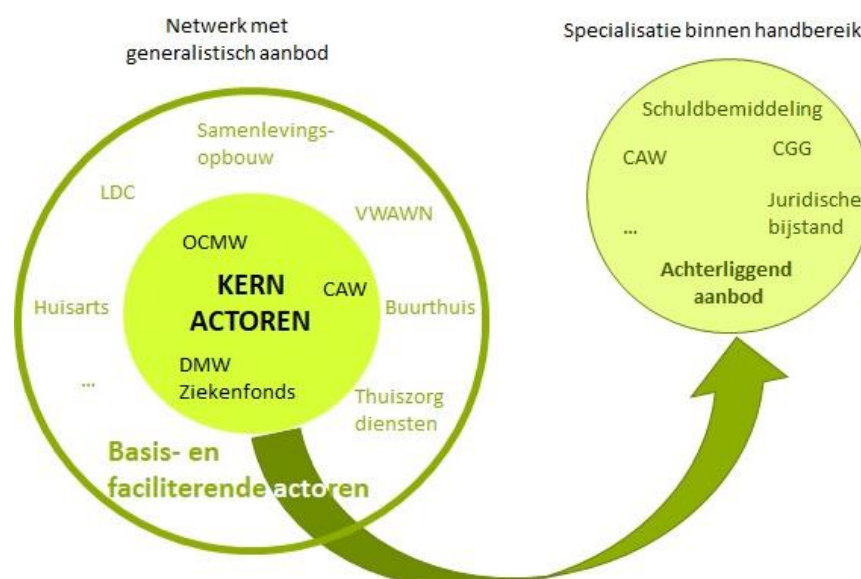 Netwerk met
generalistisch aanbod
Samenlevings-
opbouw
LDC
VWAWN
OCMW
KERN
ACTOREN
CAW
Huisarts
Buurthuis
DMW
Ziekenfonds
...
Thuiszorg
diensten
Basis- en
faciliterende actoren
Specialisatie binnen handbereik
Schuldbemiddeling
CAW
CGG
Juridische
bijstand
...
Achterliggend
aanbod